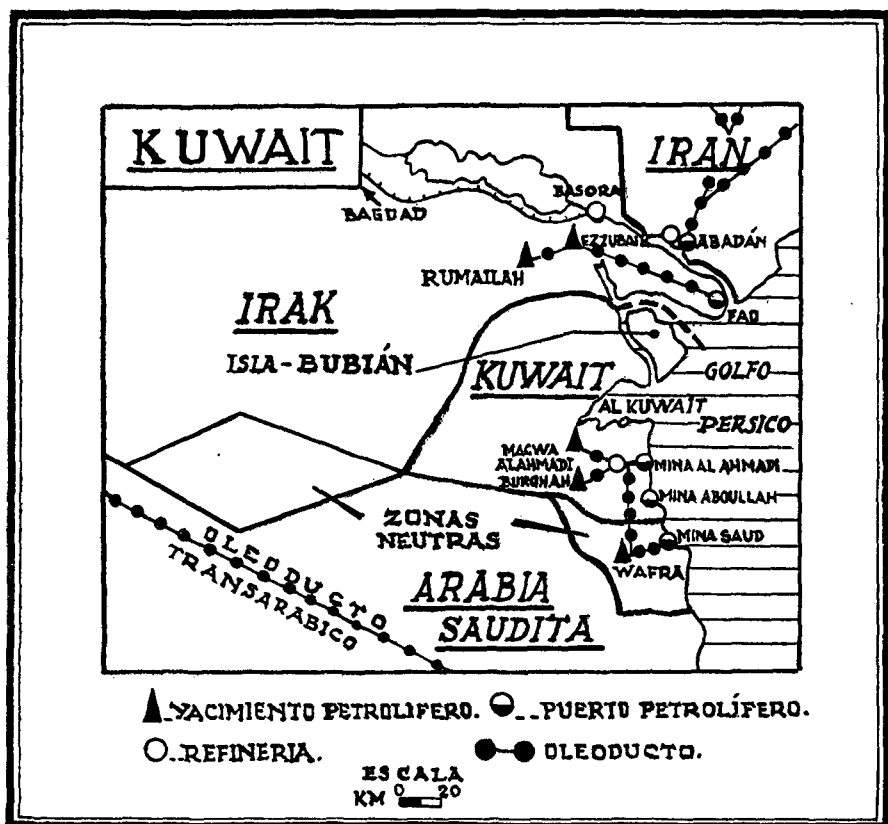 KUWAIT
IRAN
BASORA
BAGDAD
EZZUBAIR
ABADÁN
RUMAILAH
FAO
IRAK
ISLA-BUBIÁN
KUWAIT
GOLFO
PERSICO
AL KUWAIT
MAGWA
ALAHMADI
BURGHAH
MINA AL AHMADI
MINA ABOULLAH
ZONAS
NEUTRAS
MINA SAUD
WAFRA
OLEODUCTO
TRANSARABICO
ARABIA
SAUDITA
YACIMIENTO PETROLIFERO.
PUERTO PETROLÍFERO.
REFINERIA.
OLEODUCTO.
ESCALA
KM 0 20